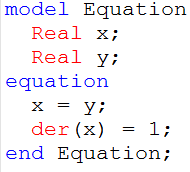 model Equation
  Real x;
  Real y;
equation
  x = y;
  der(x) = 1;
end Equation;